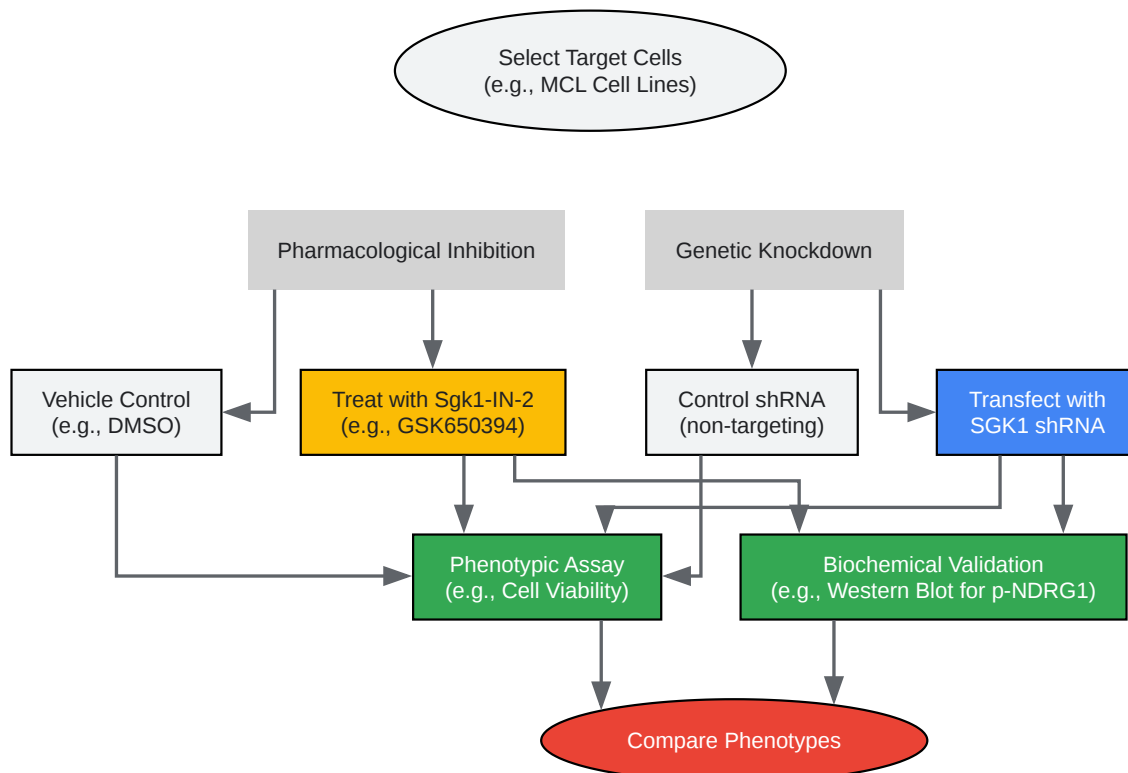 Select Target Cells
(e.g., MCL Cell Lines)
Pharmacological Inhibition
Genetic Knockdown
Vehicle Control
(e.g., DMSO)
Treat with Sgk1-IN-2
(e.g., GSK650394)
Control shRNA
(non-targeting)
Transfect with
SGK1 shRNA
Phenotypic Assay
(e.g., Cell Viability)
Biochemical Validation
(e.g., Western Blot for p-NDRG1)
Compare Phenotypes